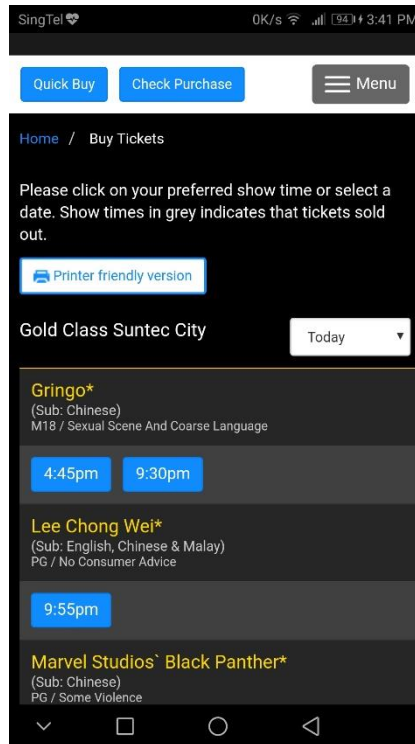 SingTel
0K/s 94 3:41 PM
Quick Buy Check Purchase Menu
Home / Buy Tickets
Please click on your preferred show time or select a
date. Show times in grey indicates that tickets sold
out.
Printer friendly version
Gold Class Suntec City Today
Gringo*
(Sub: Chinese)
M18 / Sexual Scene And Coarse Language
4:45pm 9:30pm
Lee Chong Wei*
(Sub: English, Chinese & Malay)
PG / No Consumer Advice
9:55pm
Marvel Studios` Black Panther*
(Sub: Chinese)
PG / Some Violence